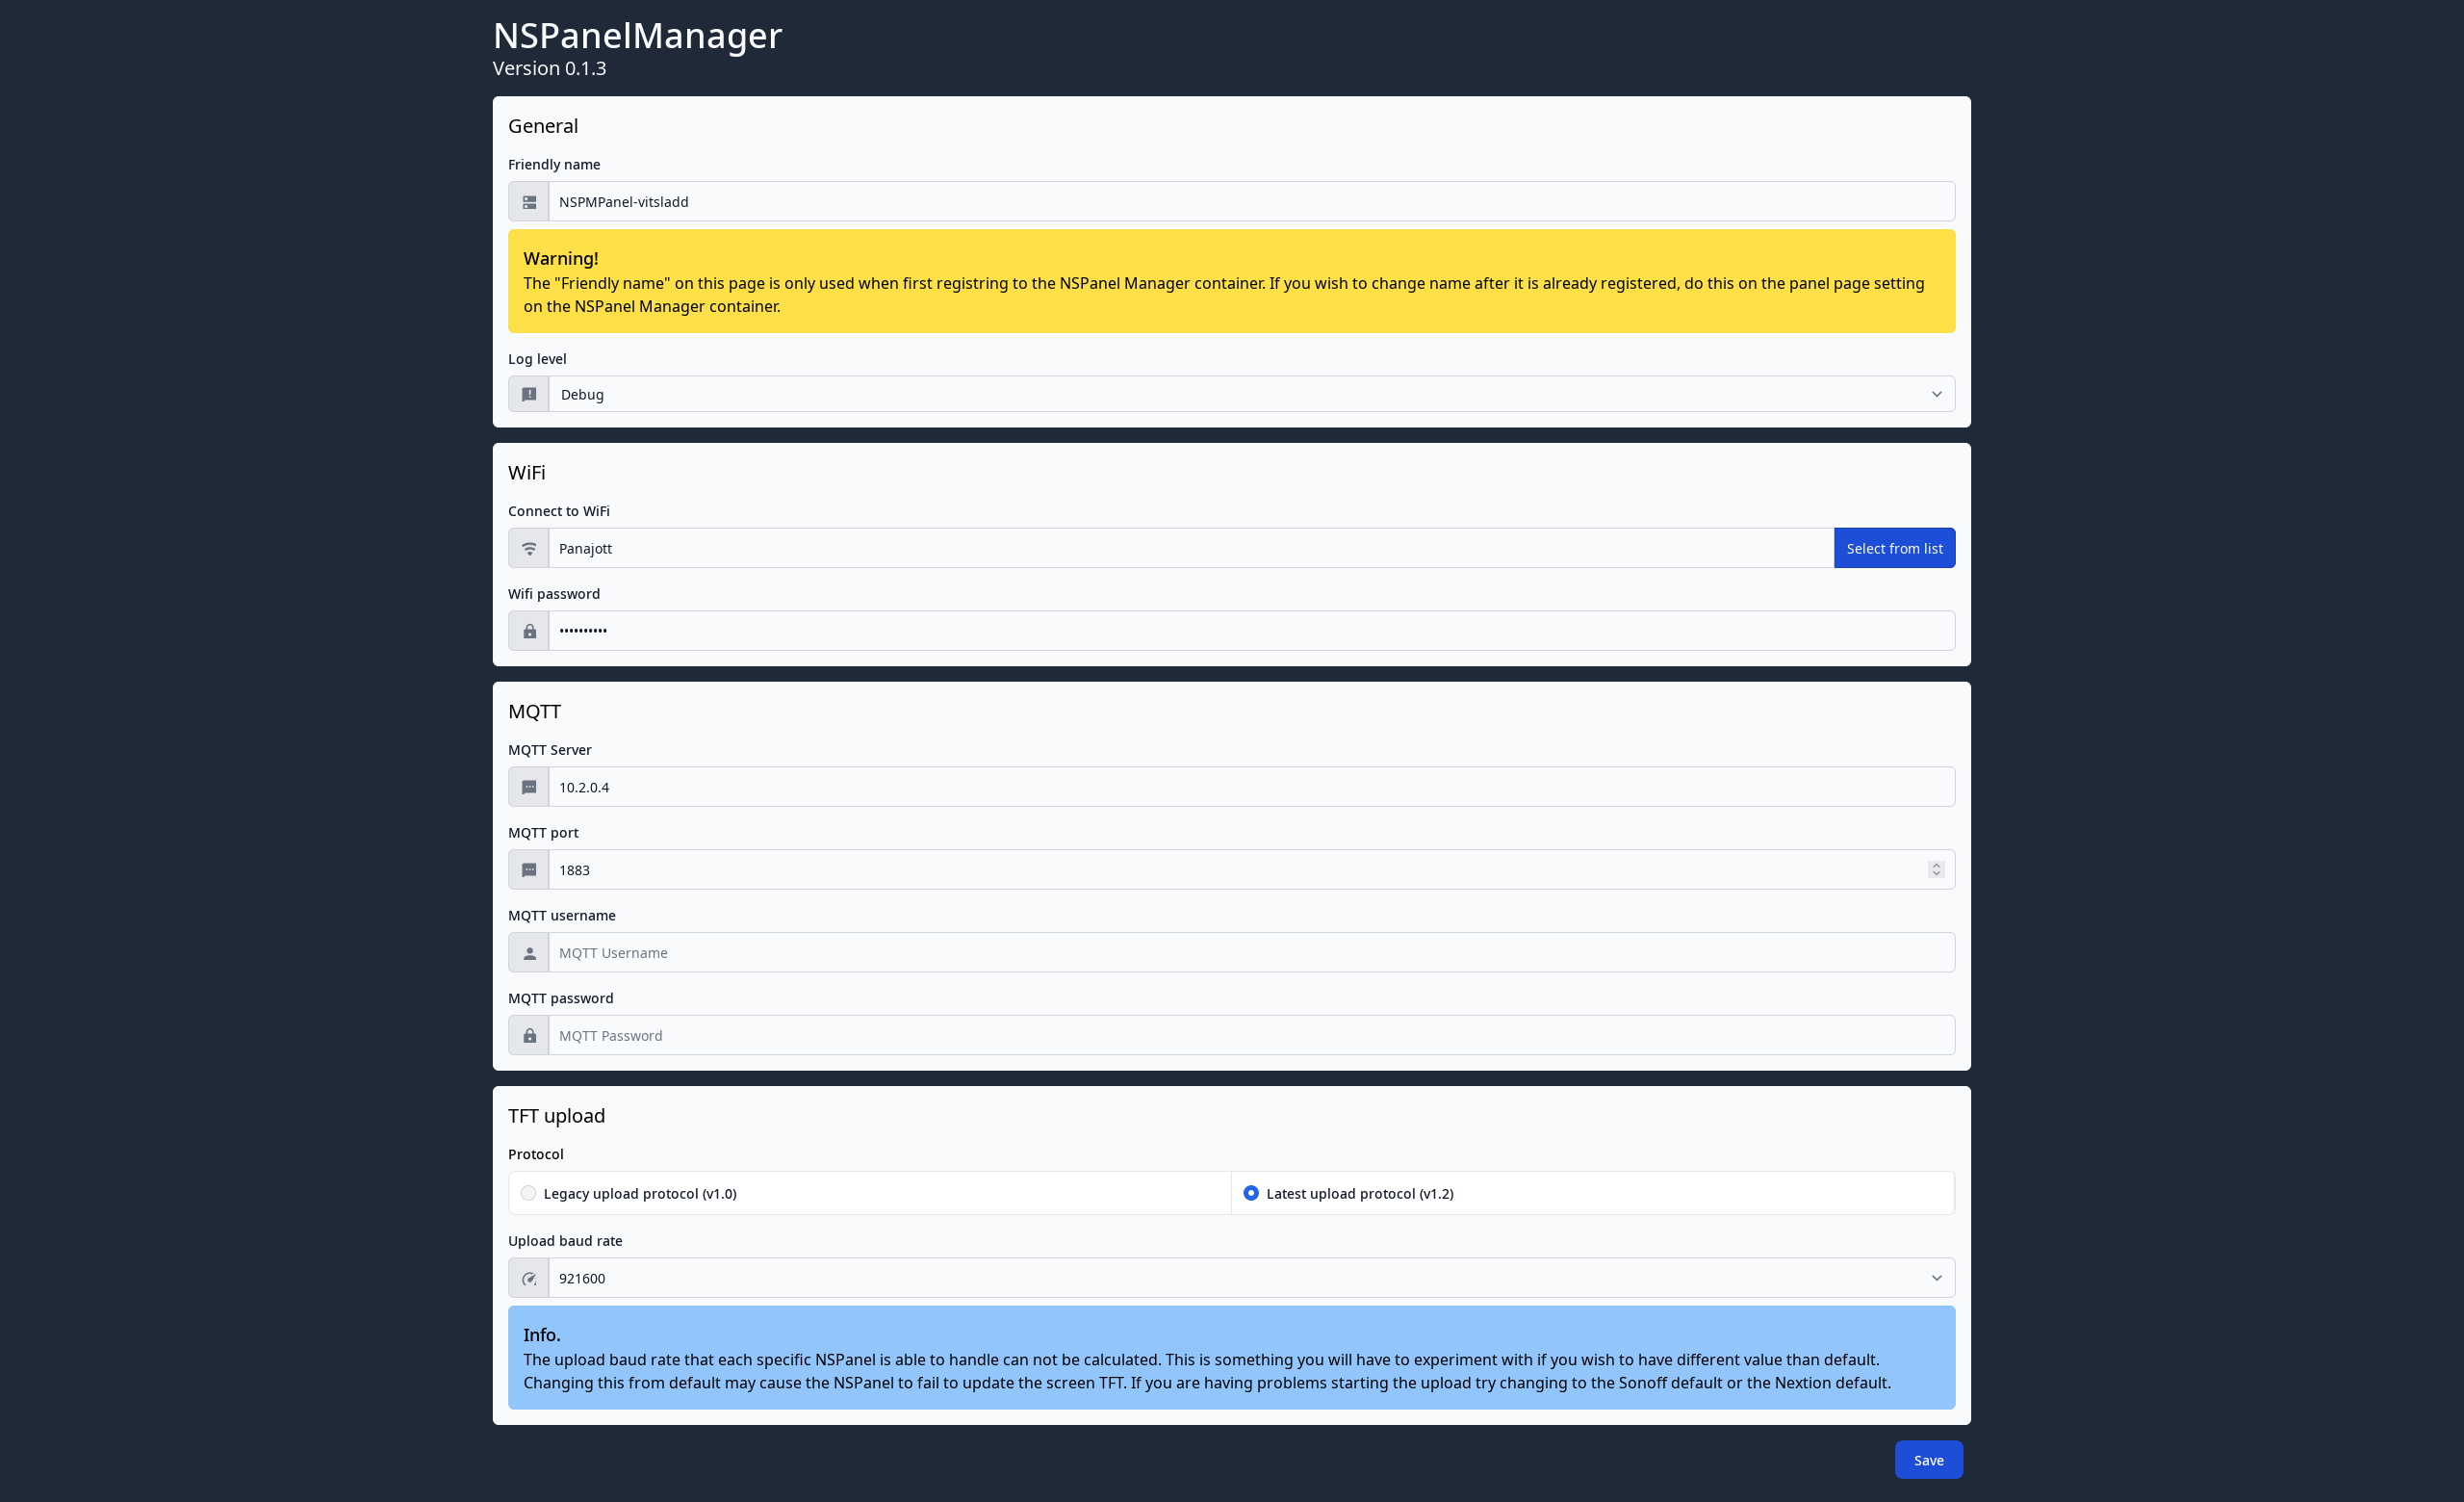 NSPanelManager
Version 0.1.3
General
Friendly name
NSPMPanel-vitsladd
Warning!
The "Friendly name" on this page is only used when first registring to the NSPanel Manager container. If you wish to change name after it is already registered, do this on the panel page setting
on the NSPanel Manager container.
Log level
Debug
WiFi
Connect to WiFi
Panajott
Select from list
Wifi password
••••••••••
MQTT
MQTT Server
10.2.0.4
MQTT port
1883
MQTT username
MQTT Username
MQTT password
MQTT Password
TFT upload
Protocol
Legacy upload protocol (v1.0)
Latest upload protocol (v1.2)
Upload baud rate
921600
Info.
The upload baud rate that each specific NSPanel is able to handle can not be calculated. This is something you will have to experiment with if you wish to have different value than default.
Changing this from default may cause the NSPanel to fail to update the screen TFT. If you are having problems starting the upload try changing to the Sonoff default or the Nextion default.
Save